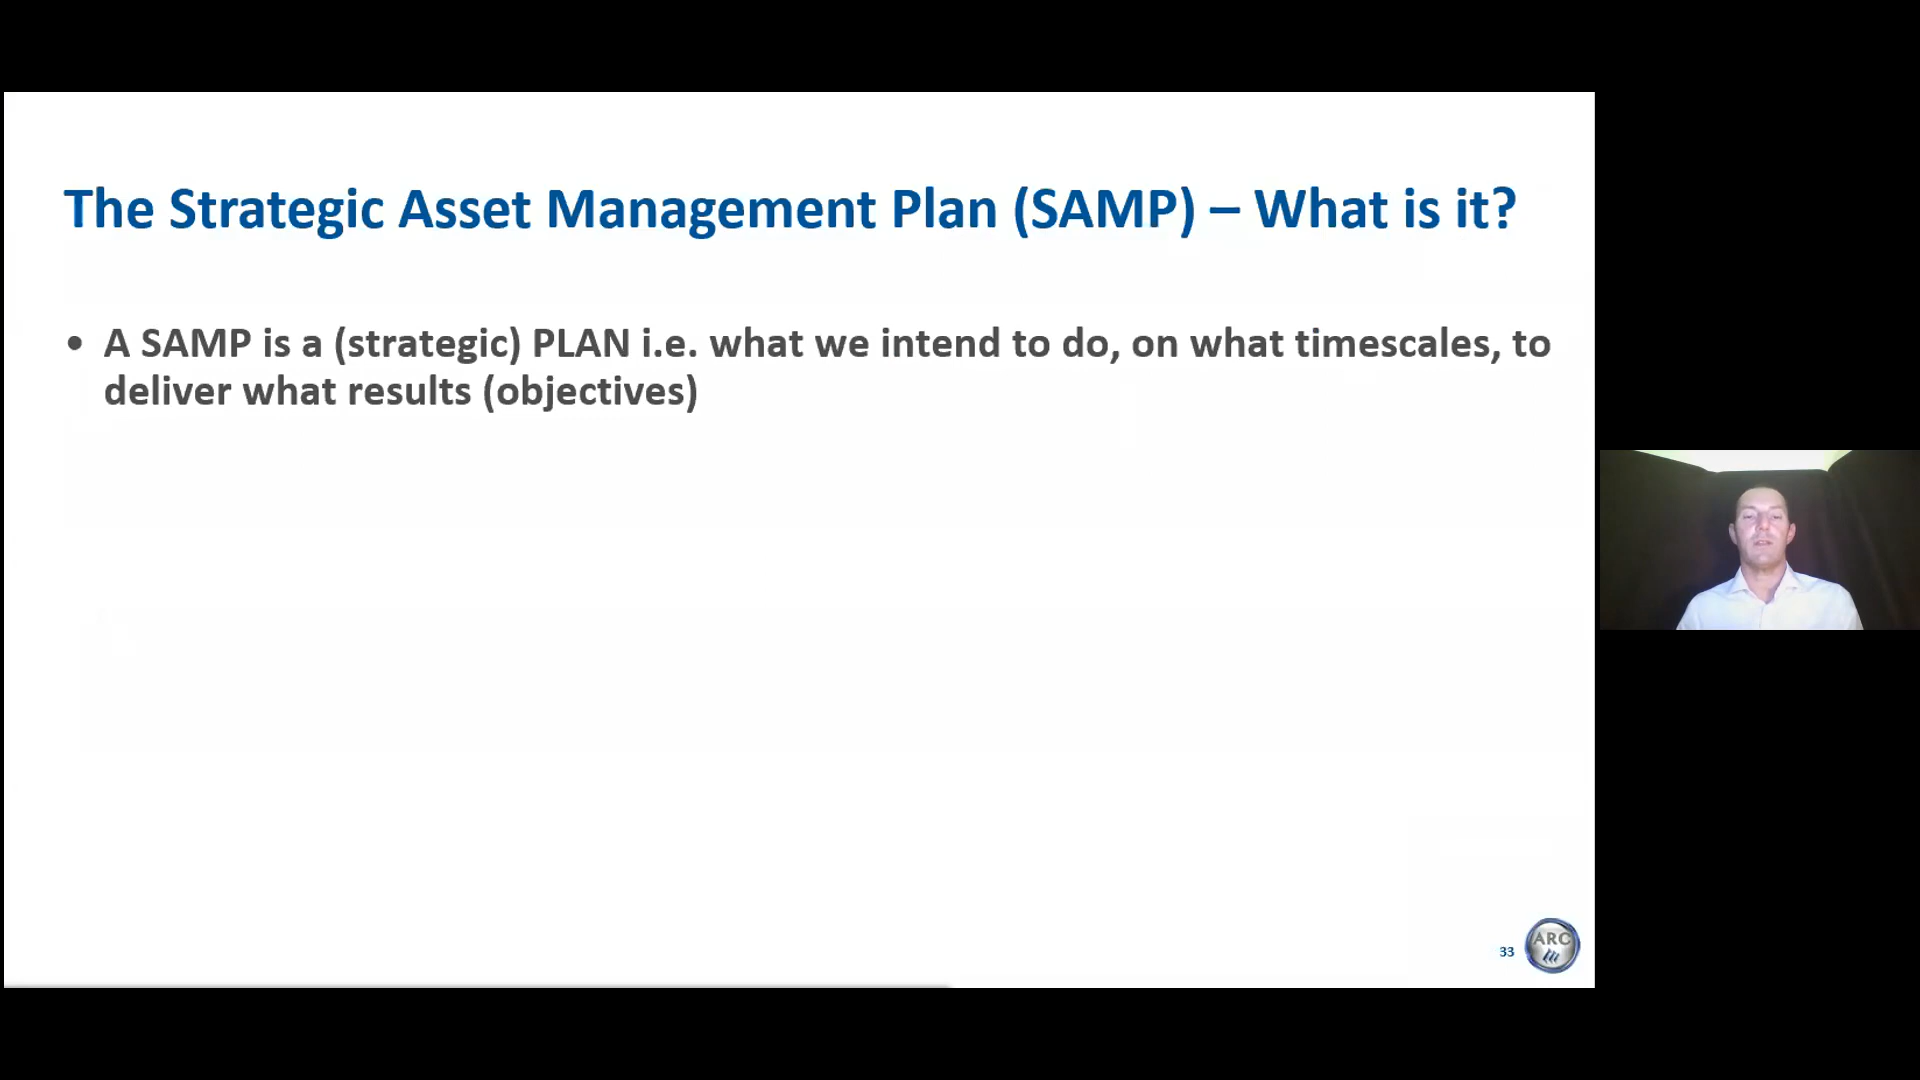 The Strategic Asset Management Plan (SAMP) – What is it?
• A SAMP is a (strategic) PLAN i.e. what we intend to do, on what timescales, to
deliver what results (objectives)
33
ARC